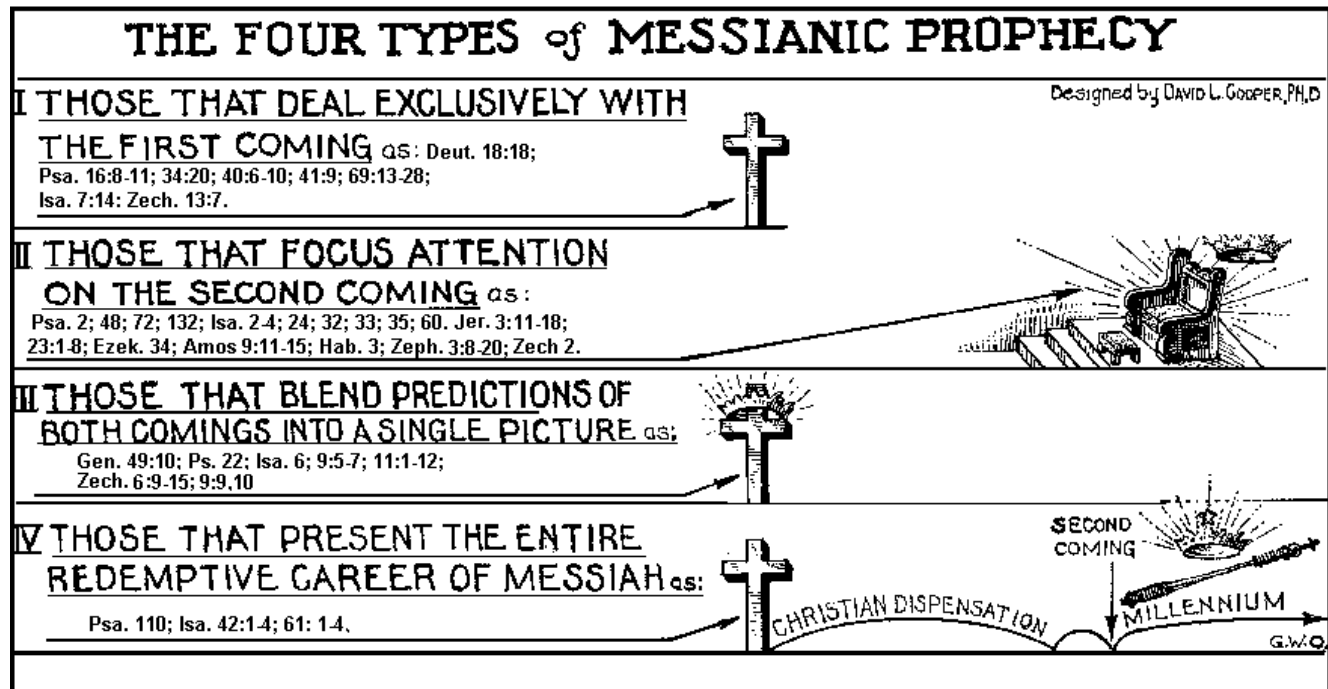 THE FOUR TYPES of MESSIANIC PROPHECY
Designed by DAVID L. COOPER, PH.D
I THOSE THAT DEAL EXCLUSIVELY WITH
THE FIRST COMING as: Deut. 18:18;
Psa. 16:8-11; 34:20; 40:6-10; 41:9; 69:13-28;
Isa. 7:14: Zech. 13:7.
II THOSE THAT FOCUS ATTENTION
ON THE SECOND COMING as:
Psa. 2; 48; 72; 132; Isa. 2-4; 24; 32; 33; 35; 60. Jer. 3:11-18;
23:1-8; Ezek. 34; Amos 9:11-15; Hab. 3; Zeph. 3:8-20; Zech 2.
III THOSE THAT BLEND PREDICTIONS OF
BOTH COMINGS INTO A SINGLE PICTURE as:
Gen. 49:10; Ps. 22; Isa. 6; 9:5-7; 11:1-12;
Zech. 6:9-15; 9:9,10
IV THOSE THAT PRESENT THE ENTIRE
REDEMPTIVE CAREER OF MESSIAH as:
Psa. 110; Isa. 42:1-4; 61: 1-4.
SECOND
COMING
CHRISTIAN DISPENSATION
MILLENNIUM
G.W.O.